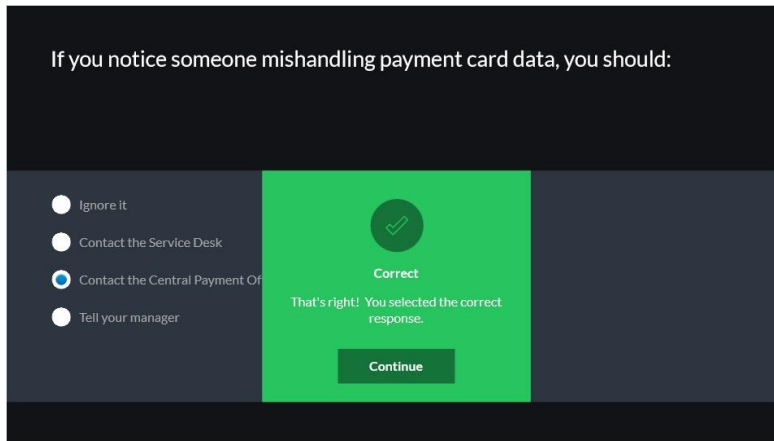 If you notice someone mishandling payment card data, you should:
Ignore it
Contact the Service Desk
Contact the Central Payment Of
Tell your manager
Correct
That's right! You selected the correct
response.
Continue